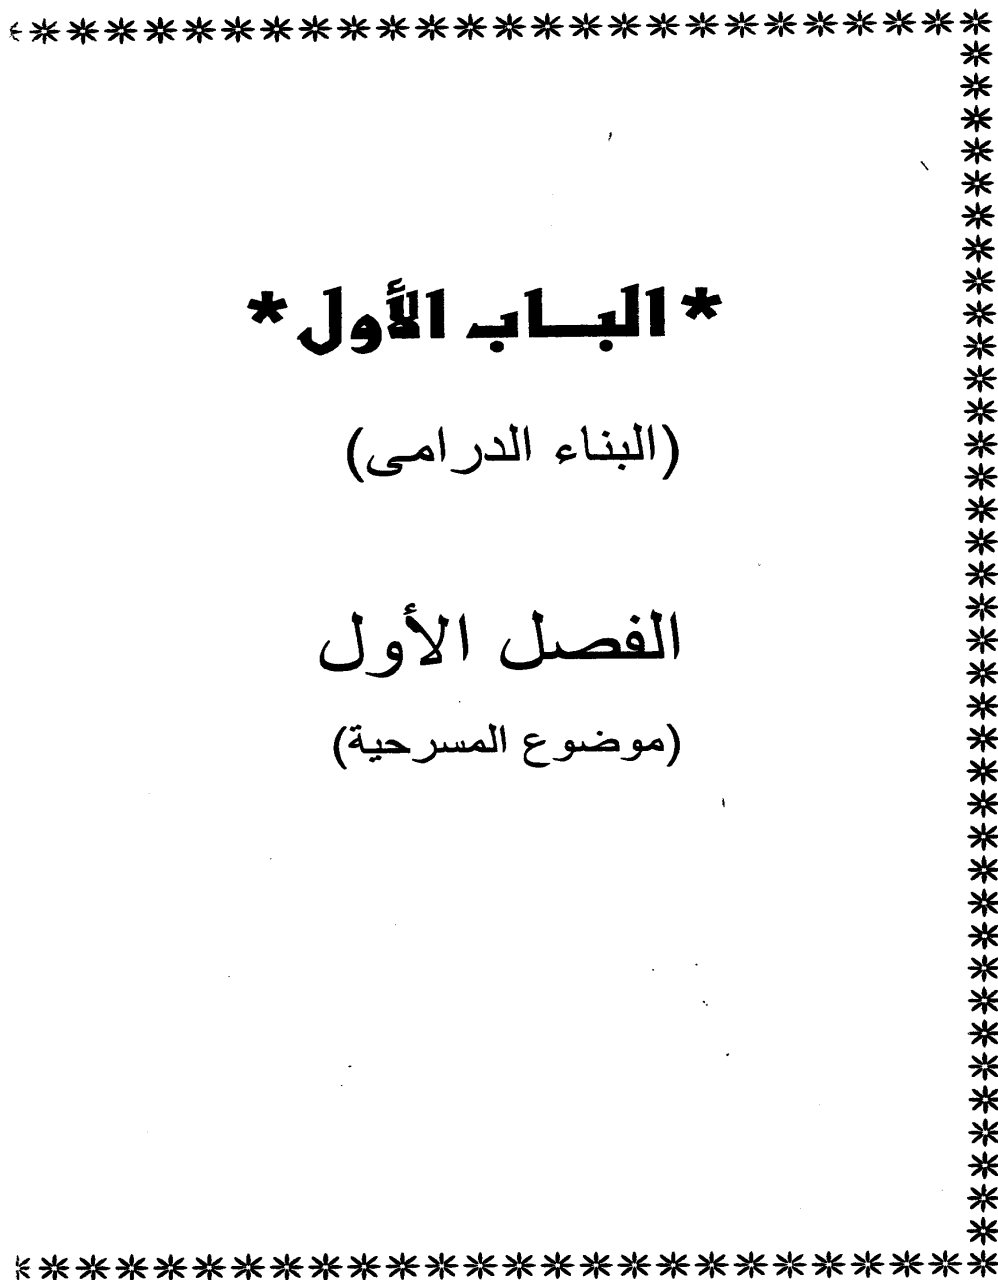 * البـــاب الأول *
(البناء الدرامى)
الفصل الأول
(موضوع المسرحية)